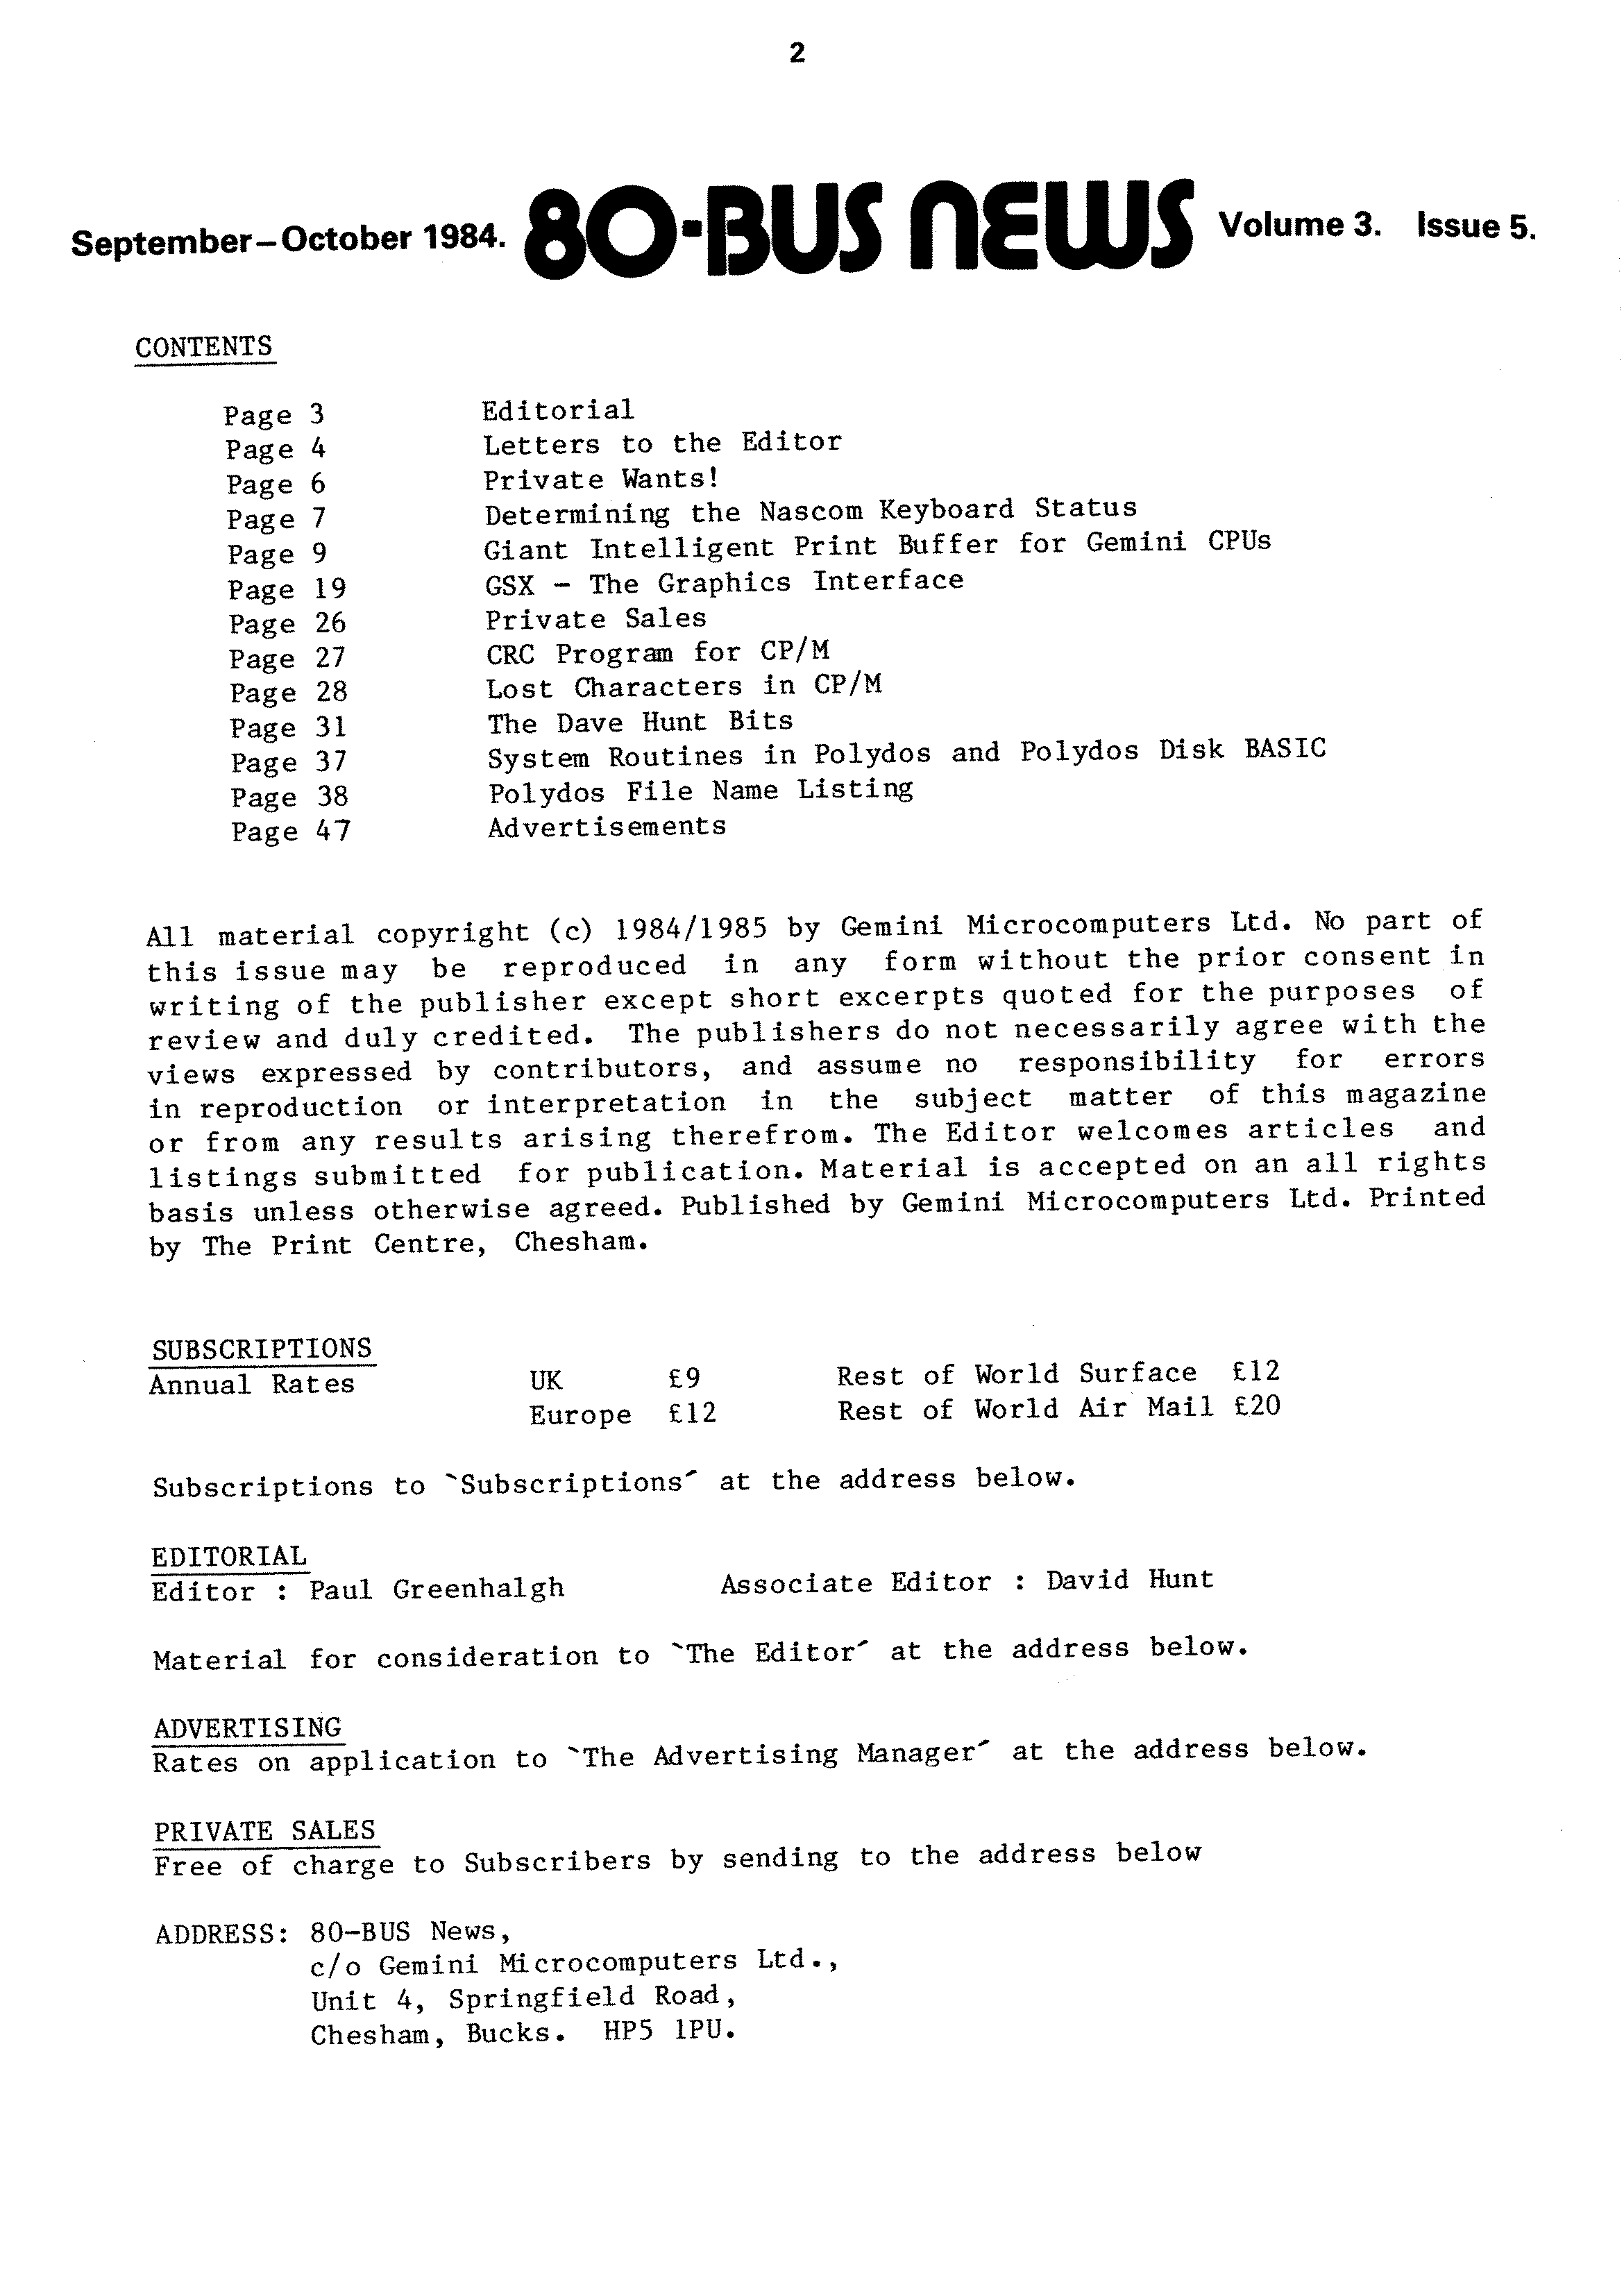 2
September–October 1984. 80-BUS NEWS Volume 3. Issue 5.
CONTENTS
Page 3 Editorial
Page 4 Letters to the Editor
Page 6 Private Wants!
Page 7 Determining the Nascom Keyboard Status
Page 9 Giant Intelligent Print Buffer for Gemini CPUs
Page 19 GSX - The Graphics Interface
Page 26 Private Sales
Page 27 CRC Program for CP/M
Page 28 Lost Characters in CP/M
Page 31 The Dave Hunt Bits
Page 37 System Routines in Polydos and Polydos Disk BASIC
Page 38 Polydos File Name Listing
Page 47 Advertisements
All material copyright (c) 1984/1985 by Gemini Microcomputers Ltd. No part of
this issue may be reproduced in any form without the prior consent in
writing of the publisher except short excerpts quoted for the purposes of
review and duly credited. The publishers do not necessarily agree with the
views expressed by contributors, and assume no responsibility for errors
in reproduction or interpretation in the subject matter of this magazine
or from any results arising therefrom. The Editor welcomes articles and
listings submitted for publication. Material is accepted on an all rights
basis unless otherwise agreed. Published by Gemini Microcomputers Ltd. Printed
by The Print Centre, Chesham.
SUBSCRIPTIONS
Annual Rates UK £9 Rest of World Surface £12
Europe £12 Rest of World Air Mail £20
Subscriptions to `Subscriptions´ at the address below.
EDITORIAL
Editor : Paul Greenhalgh Associate Editor : David Hunt
Material for consideration to `The Editor´ at the address below.
ADVERTISING
Rates on application to `The Advertising Manager´ at the address below.
PRIVATE SALES
Free of charge to Subscribers by sending to the address below
ADDRESS: 80-BUS News,
c/o Gemini Microcomputers Ltd.,
Unit 4, Springfield Road,
Chesham, Bucks. HP5 1PU.